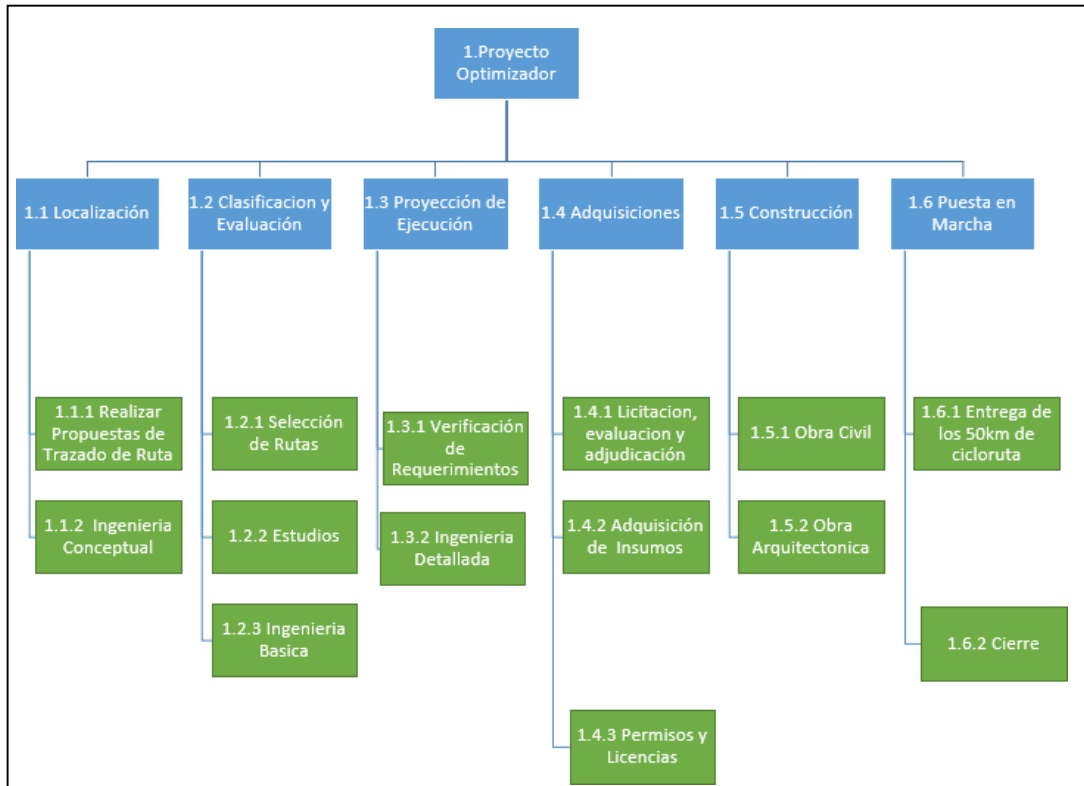 1.Proyecto
Optimizador
1.1 Localización
1.2 Clasificacion y
Evaluación
1.3 Proyección de
Ejecución
1.4 Adquisiciones
1.5 Construcción
1.6 Puesta en
Marcha
1.1.1 Realizar
Propuestas de
Trazado de Ruta
1.1.2 Ingenieria
Conceptual
1.2.1 Selección
de Rutas
1.2.2 Estudios
1.2.3 Ingenieria
Basica
1.3.1 Verificación
de
Requerimientos
1.3.2 Ingenieria
Detallada
1.4.1 Licitacion,
evaluacion y
adjudicación
1.4.2 Adquisición
de Insumos
1.4.3 Permisos y
Licencias
1.5.1 Obra Civil
1.5.2 Obra
Arquitectonica
1.6.1 Entrega de
los 50km de
cicloruta
1.6.2 Cierre